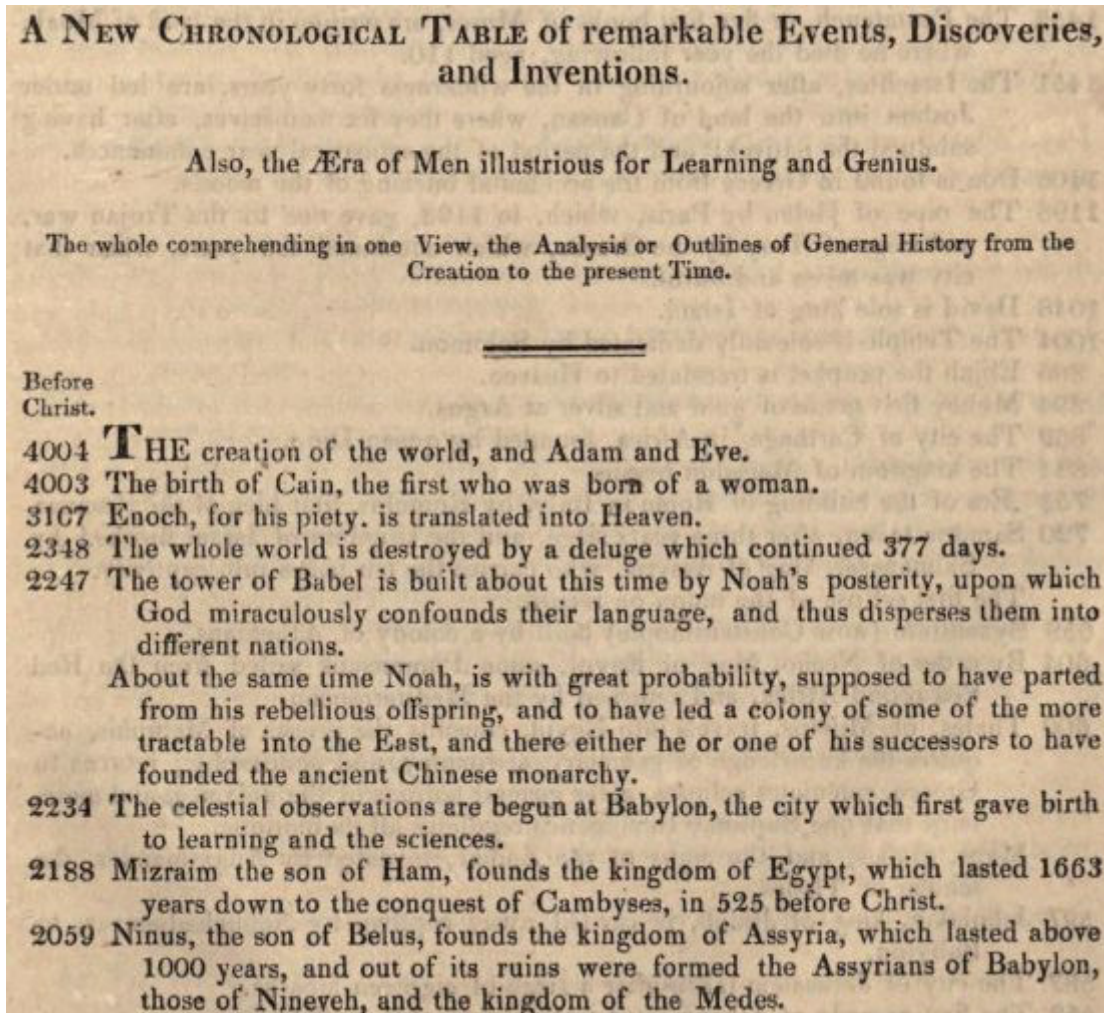 A NEW CHRONOLOGICAL TABLE of remarkable Events, Discoveries,
and Inventions.
Also, the Æra of Men illustrious for Learning and Genius.
The whole comprehending in one View, the Analysis or Outlines of General History from the
Creation to the present Time.
Before
Christ.
4004 THE creation of the world, and Adam and Eve.
4003 The birth of Cain, the first who was born of a woman.
3107 Enoch, for his piety. is translated into Heaven.
2348 The whole world is destroyed by a deluge which continued 377 days.
2247 The tower of Babel is built about this time by Noah's posterity, upon which
God miraculously confounds their language, and thus disperses them into
different nations.
About the same time Noah, is with great probability, supposed to have parted
from his rebellious offspring, and to have led a colony of some of the more
tractable into the East, and there either he or one of his successors to have
founded the ancient Chinese monarchy.
2234 The celestial observations are begun at Babylon, the city which first gave birth
to learning and the sciences.
2188 Mizraim the son of Ham, founds the kingdom of Egypt, which lasted 1663
years down to the conquest of Cambyses, in 525 before Christ.
2059 Ninus, the son of Belus, founds the kingdom of Assyria, which lasted above
1000 years, and out of its ruins were formed the Assyrians of Babylon,
those of Nineveh, and the kingdom of the Medes.